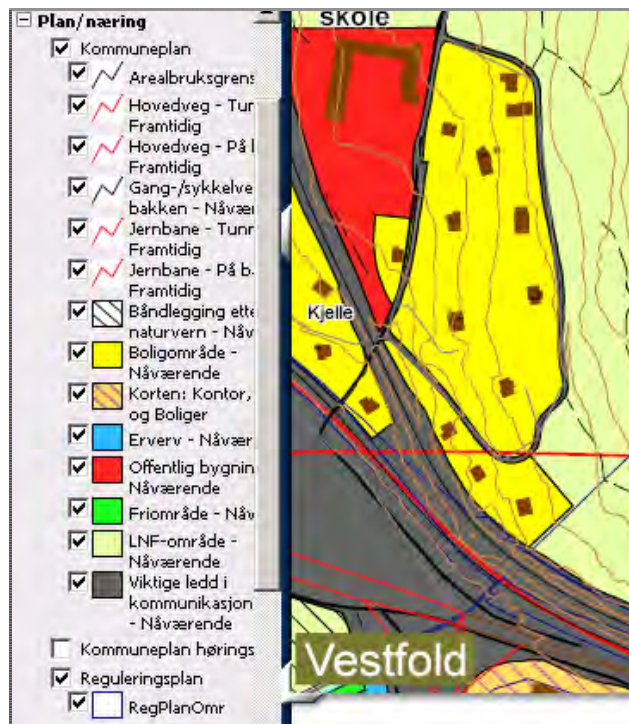 Plan/næring
Kommuneplan
Arealbruksgrens
Hovedveg - Tun
Framtidig
Hovedveg - På
Framtidig
Gang-/sykkelve
bakken - Nåvær
Jernbane - Tunr
Framtidig
Jernbane - På b
Framtidig
Båndlegging ette
naturvern - Nåv
Boligområde -
Nåværende
Korten: Kontor,
og Boliger
Erverv - Nåvær
Offentlig bygnin
Nåværende
Friområde - Nåv
LNF-område -
Nåværende
Viktige ledd i
kommunikasjon
- Nåværende
Kommuneplan hørings
Reguleringsplan
RegPlanOmr
skole
Kjelle
Vestfold